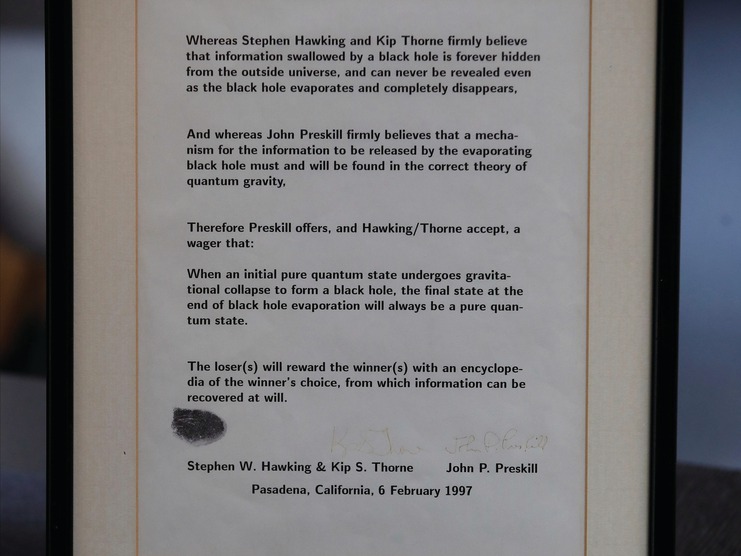 Whereas Stephen Hawking and Kip Thorne firmly believe
that information swallowed by a black hole is forever hidden
from the outside universe, and can never be revealed even
as the black hole evaporates and completely disappears,
And whereas John Preskill firmly believes that a mecha-
nism for the information to be released by the evaporating
black hole must and will be found in the correct theory of
quantum gravity,
Therefore Preskill offers, and Hawking/Thorne accept, a
wager that:
When an initial pure quantum state undergoes gravita-
tional collapse to form a black hole, the final state at the
end of black hole evaporation will always be a pure quan-
tum state.
The loser(s) will reward the winner(s) with an encyclope-
dia of the winner's choice, from which information can be
recovered at will.
Stephen W. Hawking & Kip S. Thorne John P. Preskill
Pasadena, California, 6 February 1997